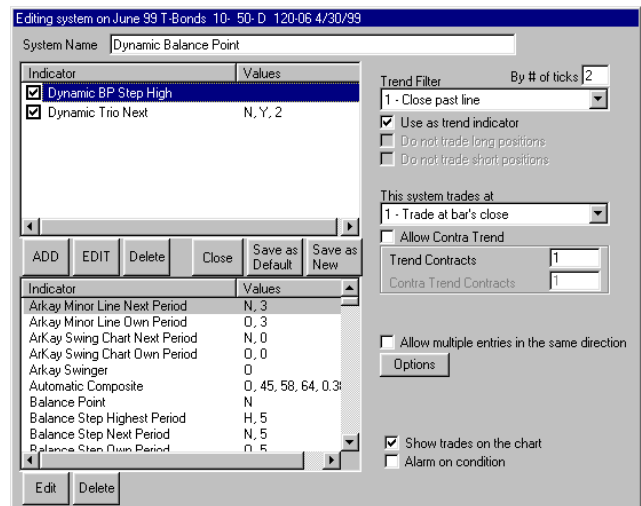 Editing system on June 99 T-Bonds 10- 50- D 120-06 4/30/99
System Name Dynamic Balance Point
Indicator Values
Dynamic BP Step High
Dynamic Trio Next N, Y, 2
ADD EDIT Delete Close Save as Default Save as New
Indicator Values
Arkay Minor Line Next Period N, 3
Arkay Minor Line Own Period O, 3
ArKay Swing Chart Next Period N, 0
ArKay Swing Chart Own Period O, 0
Arkay Swinger O
Automatic Composite O, 45, 58, 64, 0.38
Balance Point N
Balance Step Highest Period H, 5
Balance Step Next Period N, 5
Balance Step Own Period O, 5
Edit Delete
Trend Filter By # of ticks 2
1 - Close past line
Use as trend indicator
Do not trade long positions
Do not trade short positions
This system trades at
1 - Trade at bar's close
Allow Contra Trend
Trend Contracts 1
Contra Trend Contracts 1
Allow multiple entries in the same direction
Options
Show trades on the chart
Alarm on condition